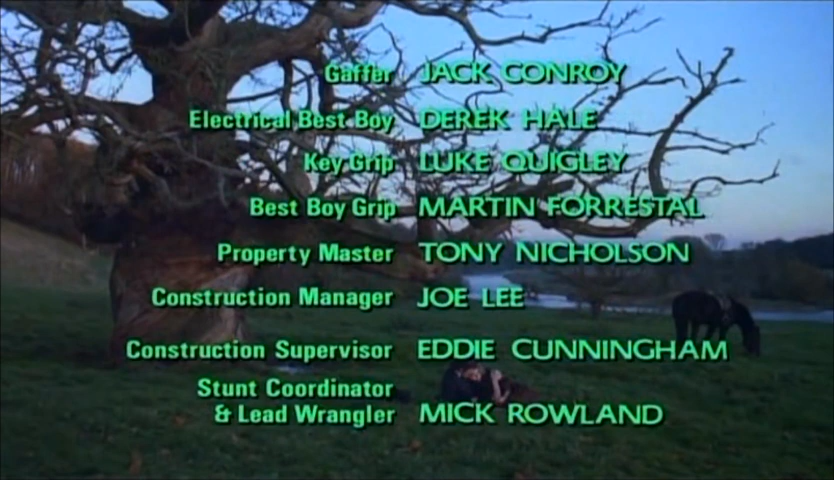 Gaffer JACK CONROY
Electrical Best Boy DEREK HALE
Key Grip LUKE QUIGLEY
Best Boy Grip MARTIN FORRESTAL
Property Master TONY NICHOLSON
Construction Manager JOE LEE
Construction Supervisor EDDIE CUNNINGHAM
Stunt Coordinator
& Lead Wrangler MICK ROWLAND